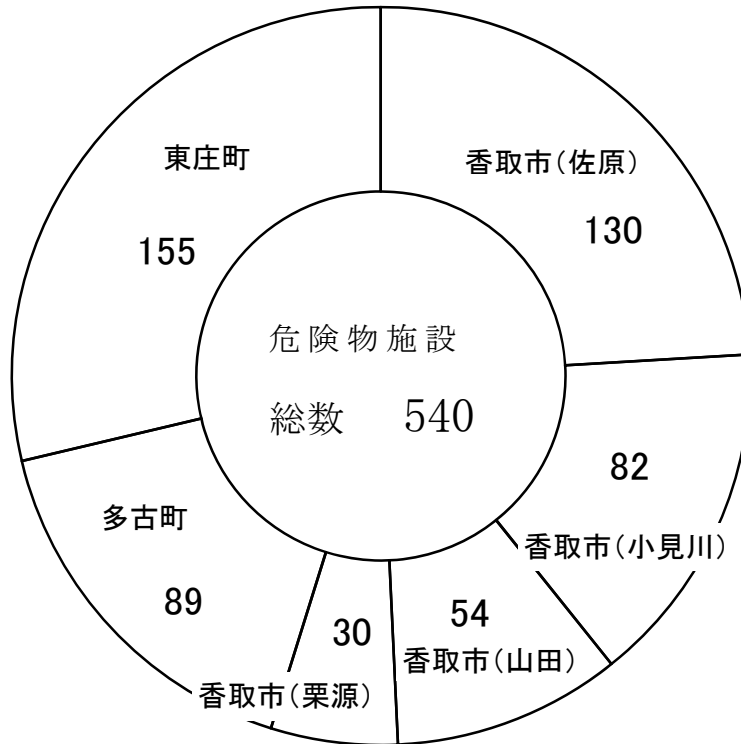 香取市(佐原)
130
82
香取市(小見川)
54
香取市(山田)
30
香取市(栗源)
多古町
89
東庄町
155
危険物施設
総数 540